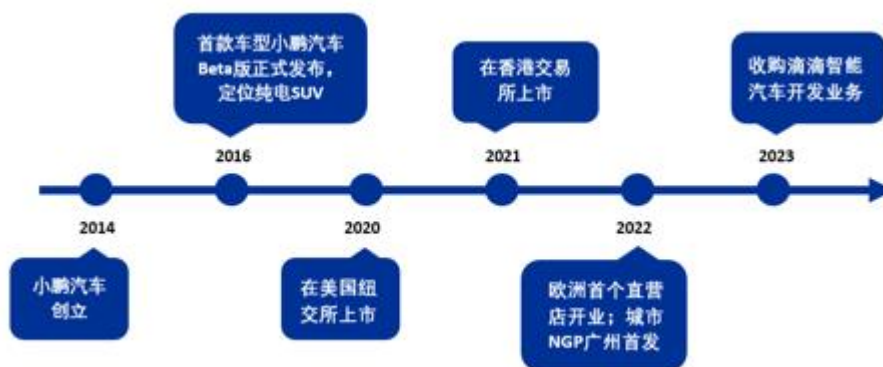 首款车型小鹏汽车
Beta版正式发布，
定位纯电SUV
在香港交易
所上市
收购滴滴智能
汽车开发业务
2016
2021
2023
2014
2020
2022
小鹏汽车
创立
在美国纽
交所上市
欧洲首个直营
店开业；城市
NGP广州首发